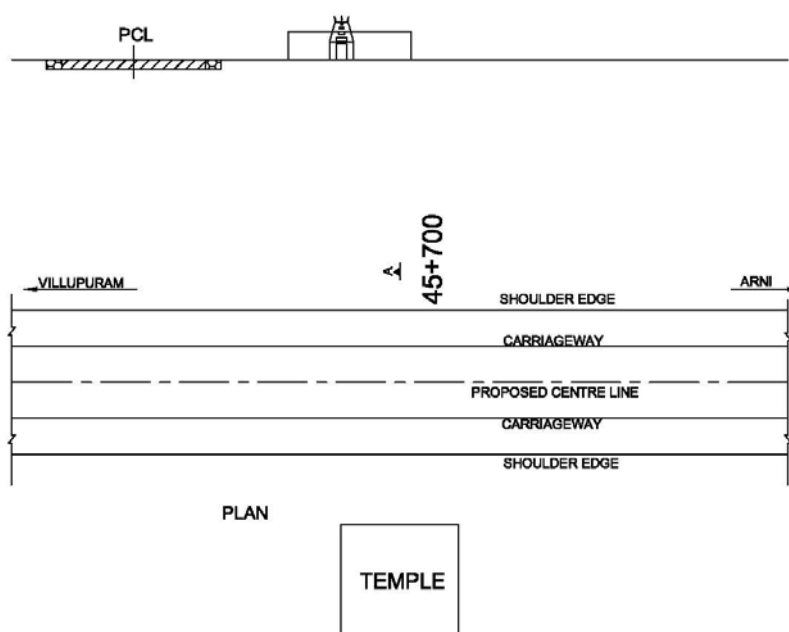 PCL
45+700
A
VILLUPURAM
ARNI
SHOULDER EDGE
CARRIAGEWAY
PROPOSED CENTRE LINE
CARRIAGEWAY
SHOULDER EDGE
PLAN
TEMPLE